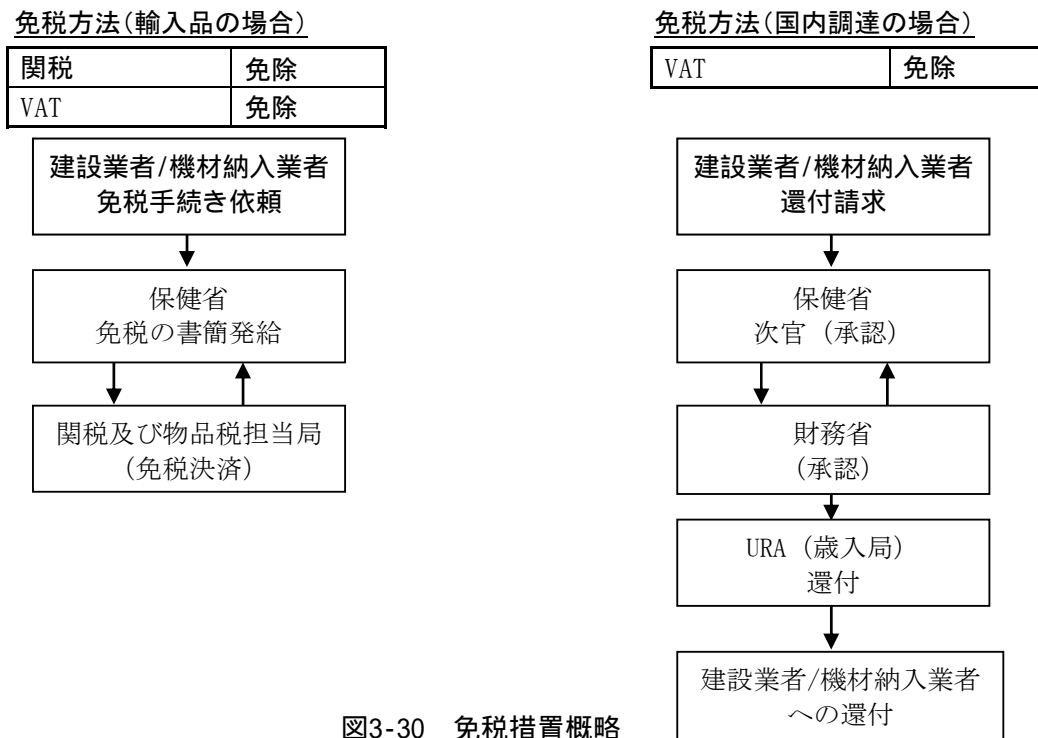 免税方法（輸入品の場合）
関税 免除
VAT 免除
建設業者/機材納入業者
免税手続き依頼
保健省
免税の書簡発給
関税及び物品税担当局
（免税決済）
免税方法（国内調達の場合）
VAT 免除
建設業者/機材納入業者
還付請求
保健省
次官（承認）
財務省
（承認）
URA（歳入局）
還付
建設業者/機材納入業者
への還付
図3-30 免税措置概略